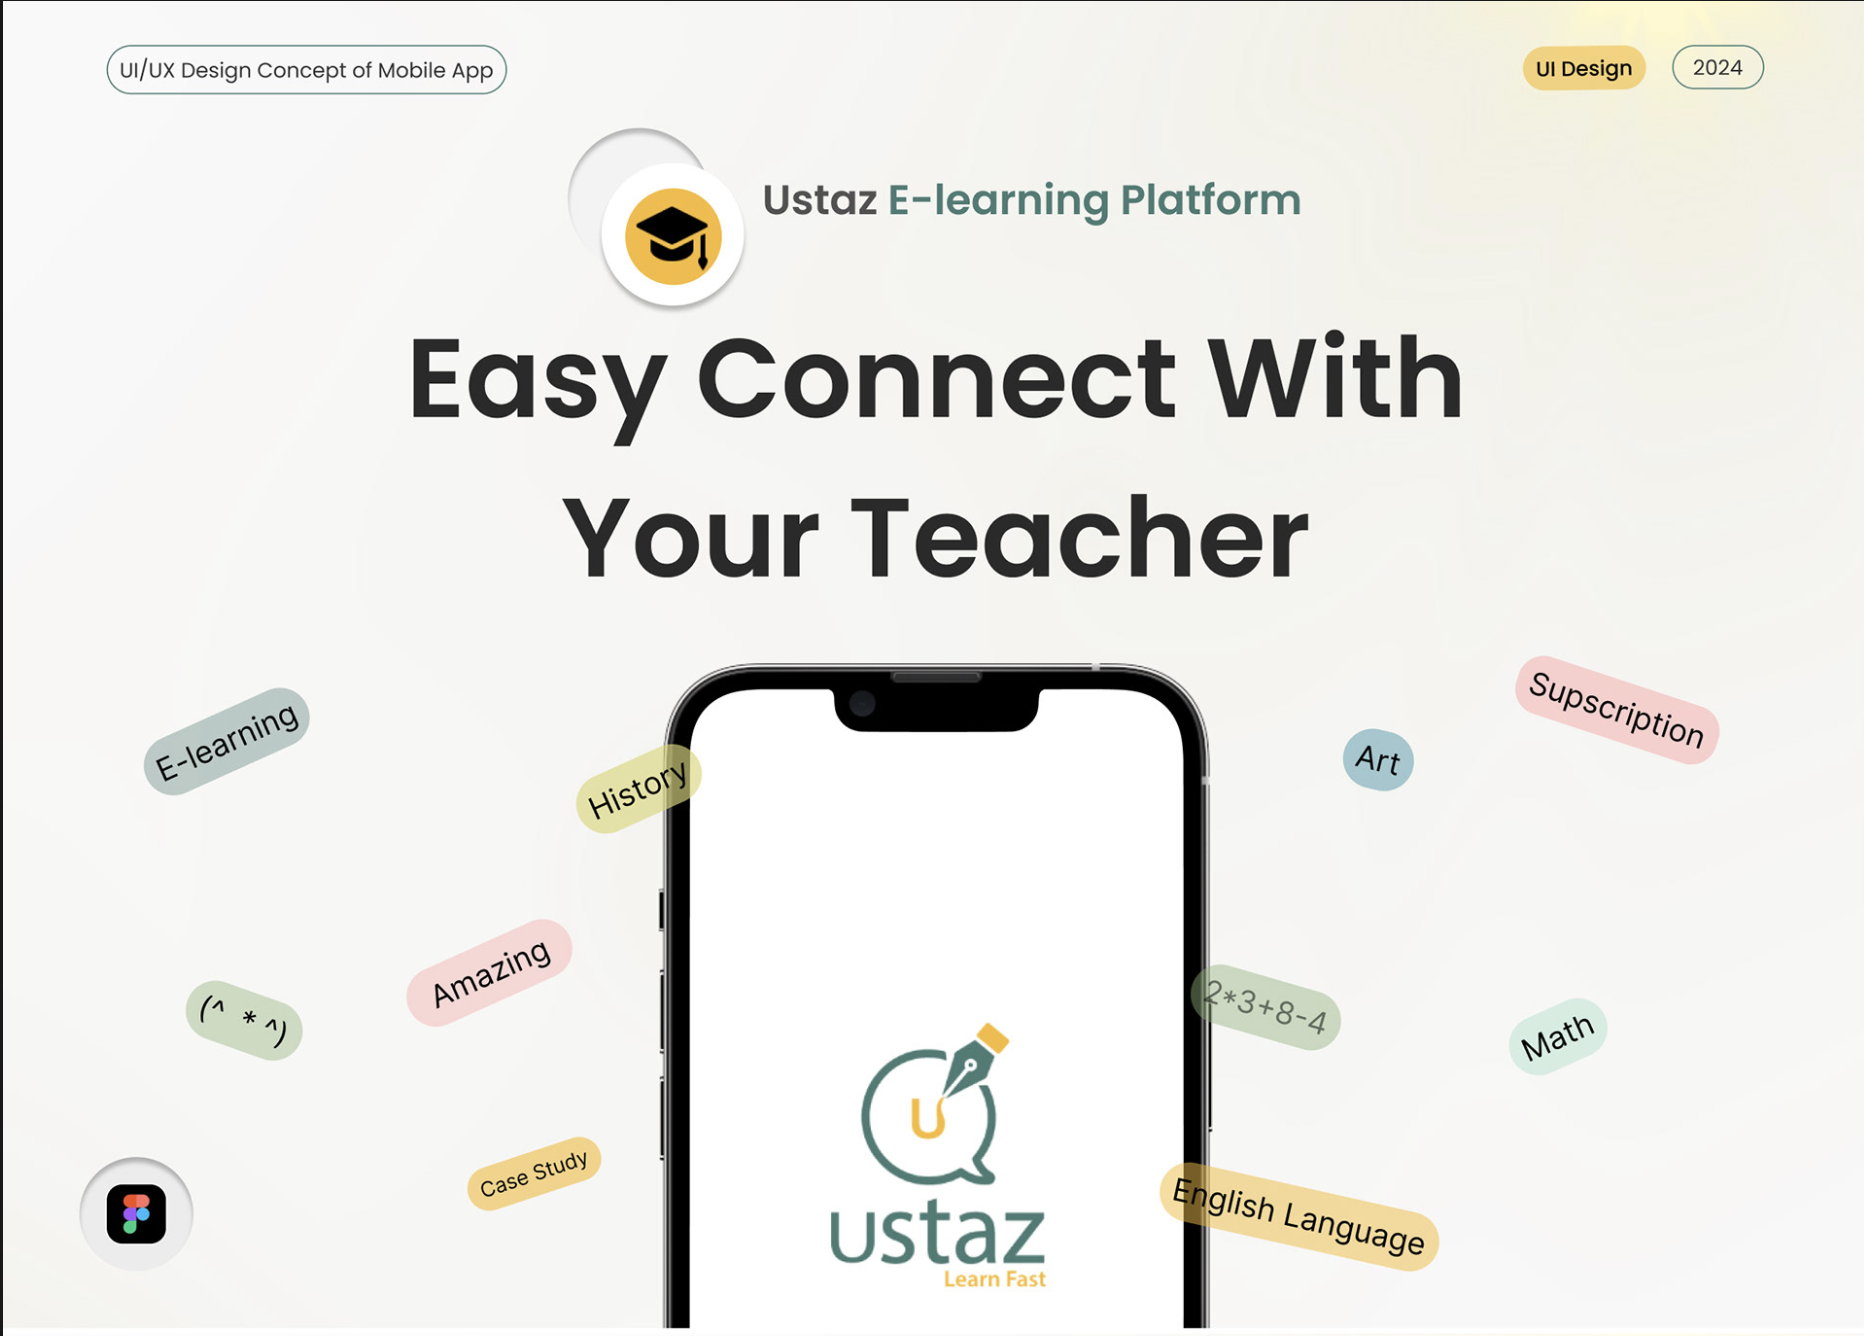 UI/UX Design Concept of Mobile App
UI Design
2024
Ustaz E-learning Platform
Easy Connect With
Your Teacher
E-learning
History
Art
Supscription
Amazing
(^ * ^)
2*3+8-4
Math
Case Study
English Language
U
ustaz
Learn Fast